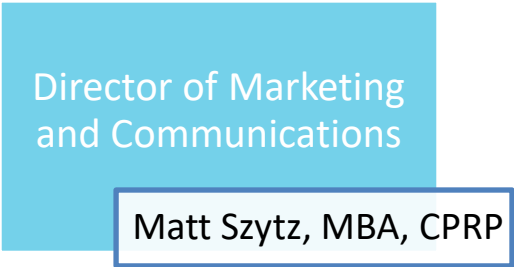 Director of Marketing
and Communications
Matt Szytz, MBA, CPRP